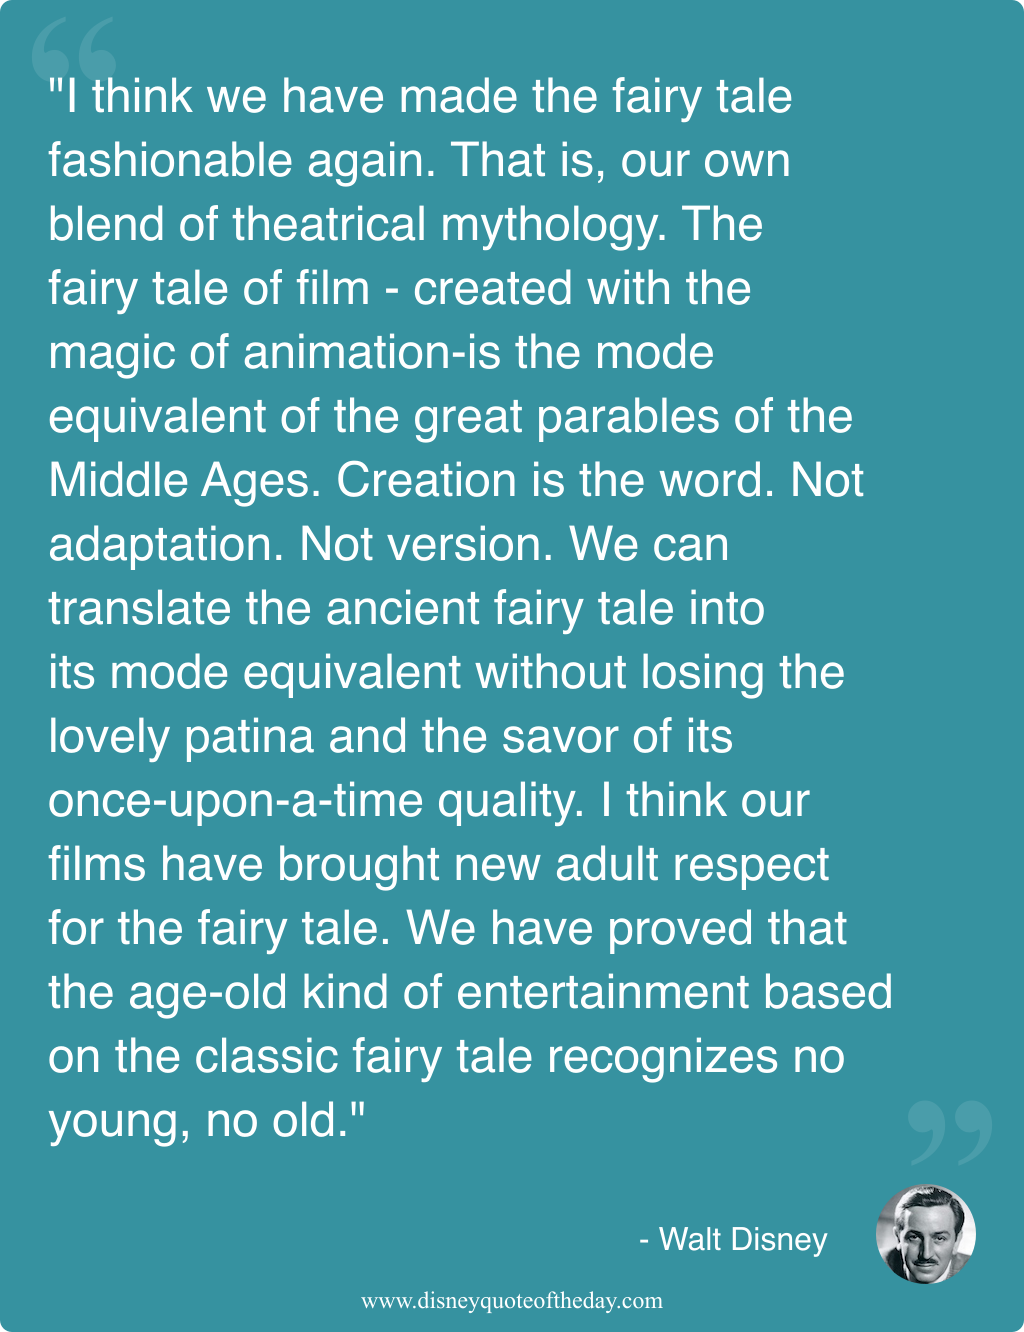 "I think we have made the fairy tale
fashionable again. That is, our own
blend of theatrical mythology. The
fairy tale of film - created with the
magic of animation-is the mode
equivalent of the great parables of the
Middle Ages. Creation is the word. Not
adaptation. Not version. We can
translate the ancient fairy tale into
its mode equivalent without losing the
lovely patina and the savor of its
once-upon-a-time quality. I think our
films have brought new adult respect
for the fairy tale. We have proved that
the age-old kind of entertainment based
on the classic fairy tale recognizes no
young, no old."
- Walt Disney
www.disneyquoteoftheday.com